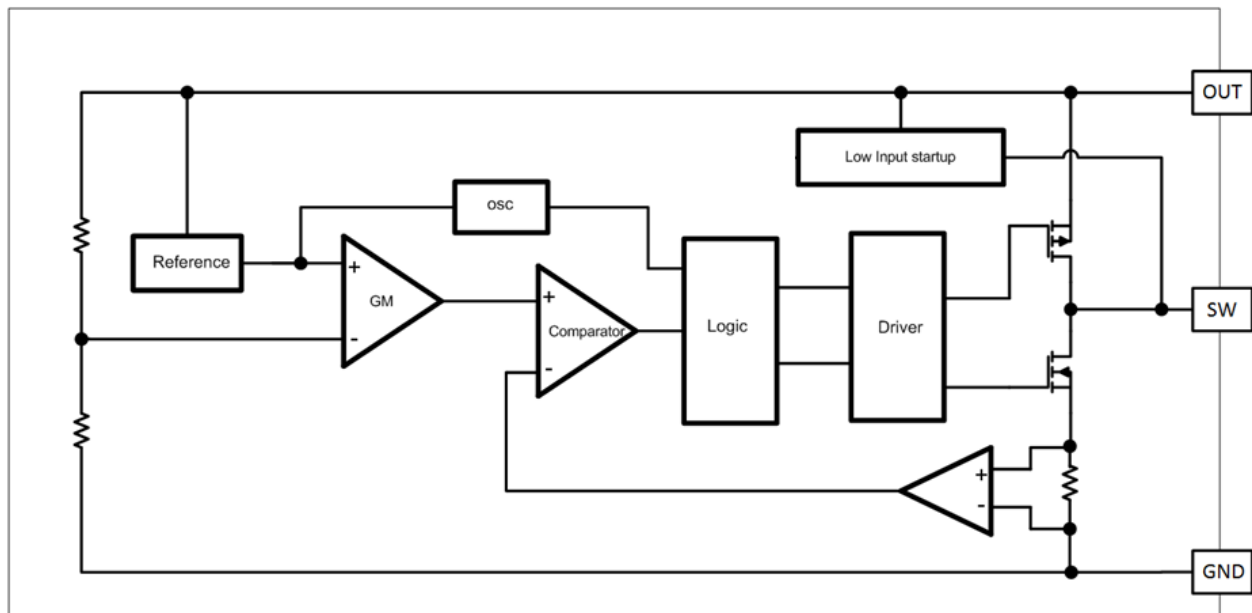 OUT
Low Input startup
osc
Reference
+
GM
-
+
Comparator
-
Logic
Driver
SW
+
-
GND